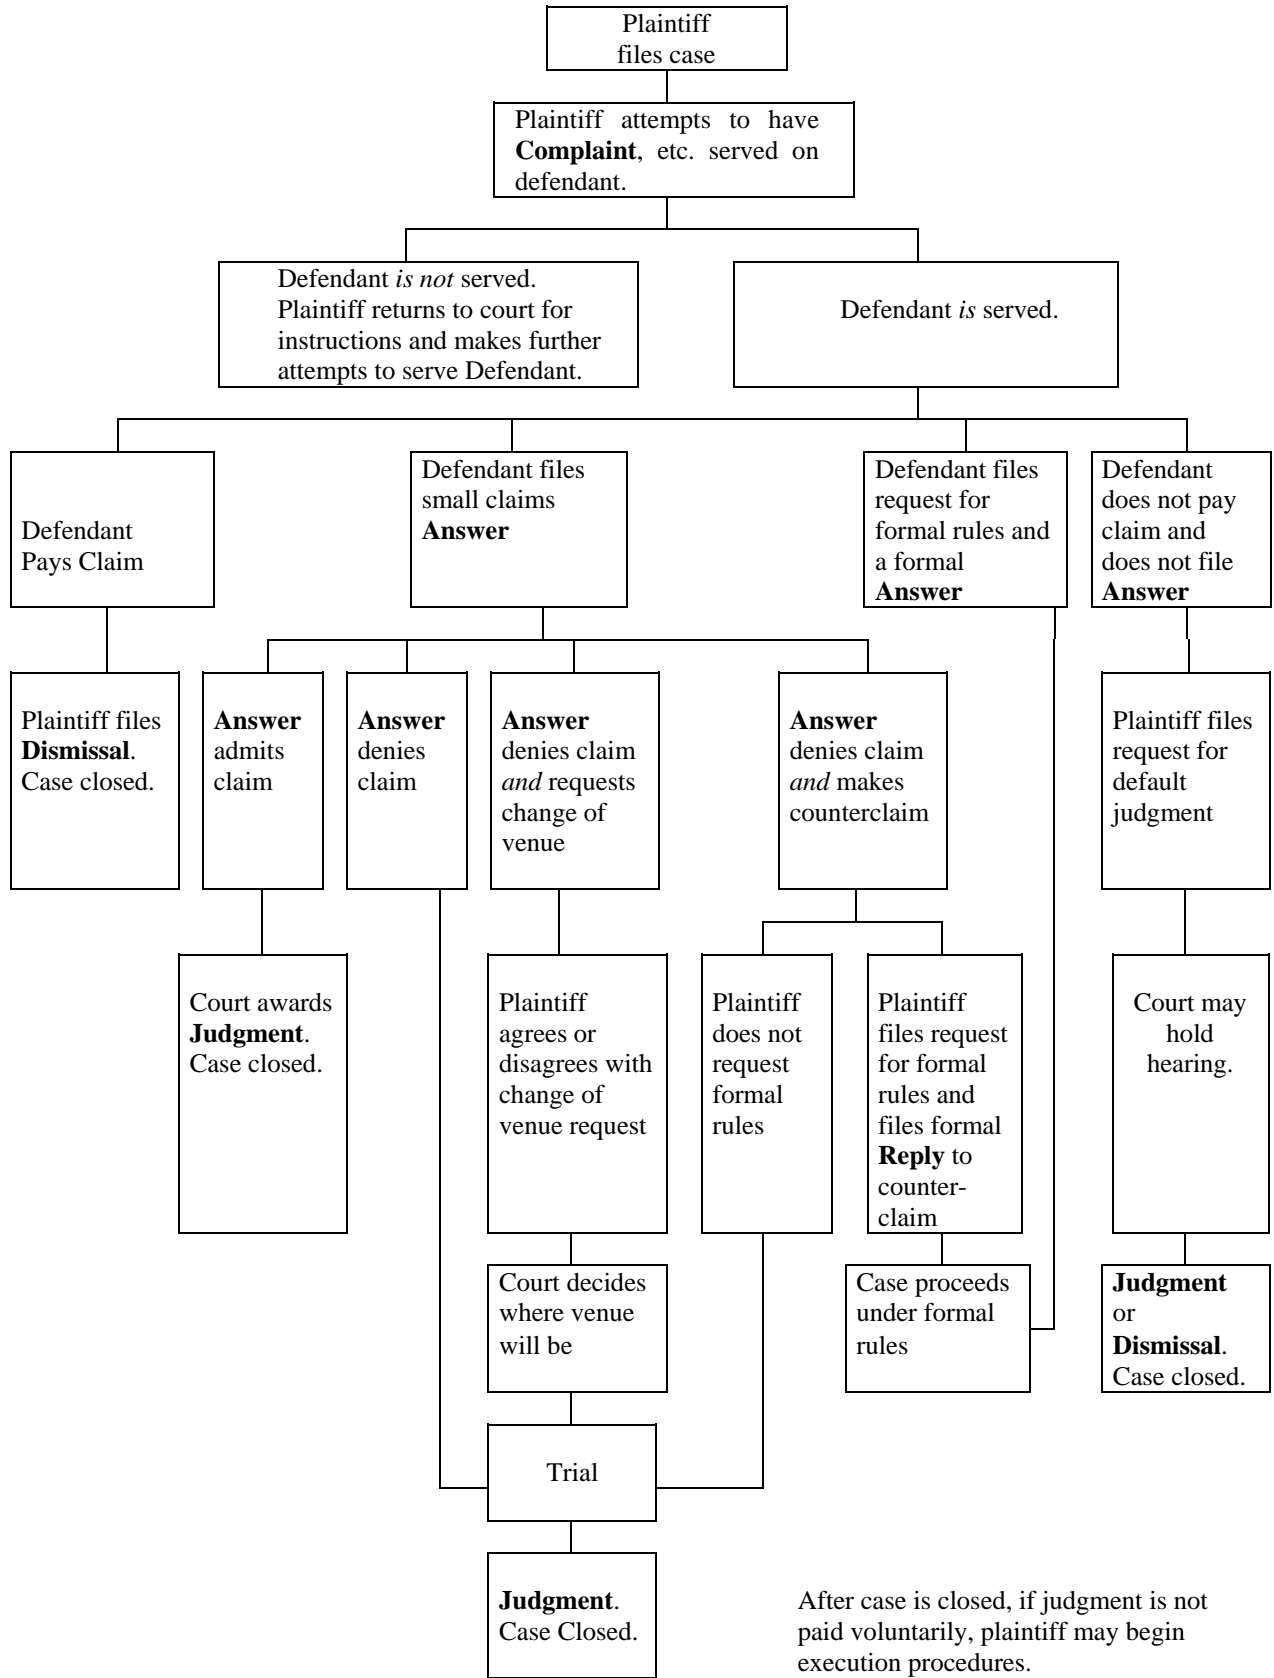 Plaintiff
files case
Plaintiff attempts to have
Complaint, etc. served on
defendant.
Defendant is not served.
Plaintiff returns to court for
instructions and makes further
attempts to serve Defendant.
Defendant is served.
Defendant
Pays Claim
Defendant files
small claims
Answer
Defendant files
request for
formal rules and
a formal
Answer
Defendant
does not pay
claim and
does not file
Answer
Plaintiff files
Dismissal.
Case closed.
Answer
admits
claim
Answer
denies
claim
Answer
denies claim
and requests
change of
venue
Answer
denies claim
and makes
counterclaim
Plaintiff files
request for
default
judgment
Court awards
Judgment.
Case closed.
Plaintiff
agrees or
disagrees with
change of
venue request
Plaintiff
does not
request
formal
rules
Plaintiff
files request
for formal
rules and
files formal
Reply to
counter-
claim
Court may
hold
hearing.
Court decides
where venue
will be
Case proceeds
under formal
rules
Judgment
or
Dismissal.
Case closed.
Trial
Judgment.
Case Closed.
After case is closed, if judgment is not
paid voluntarily, plaintiff may begin
execution procedures.